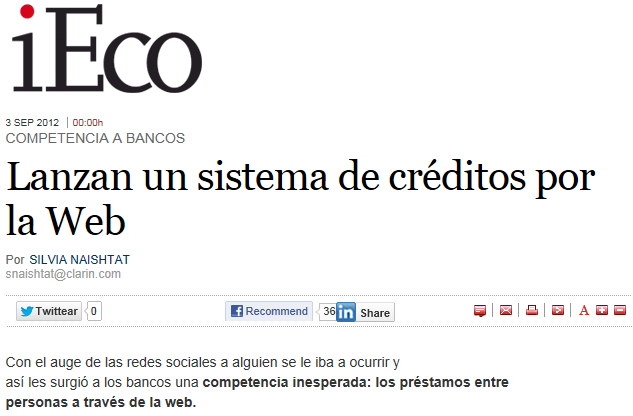 iEco
3 SEP 2012 | 00:00h
COMPETENCIA A BANCOS
Lanzan un sistema de créditos por
la Web
Por SILVIA NAISHTAT
snaishtat@clarin.com
Twittear 0 Recommend 36 in Share A
Con el auge de las redes sociales a alguien se le iba a ocurrir y
así les surgió a los bancos una competencia inesperada: los préstamos entre
personas a través de la web.